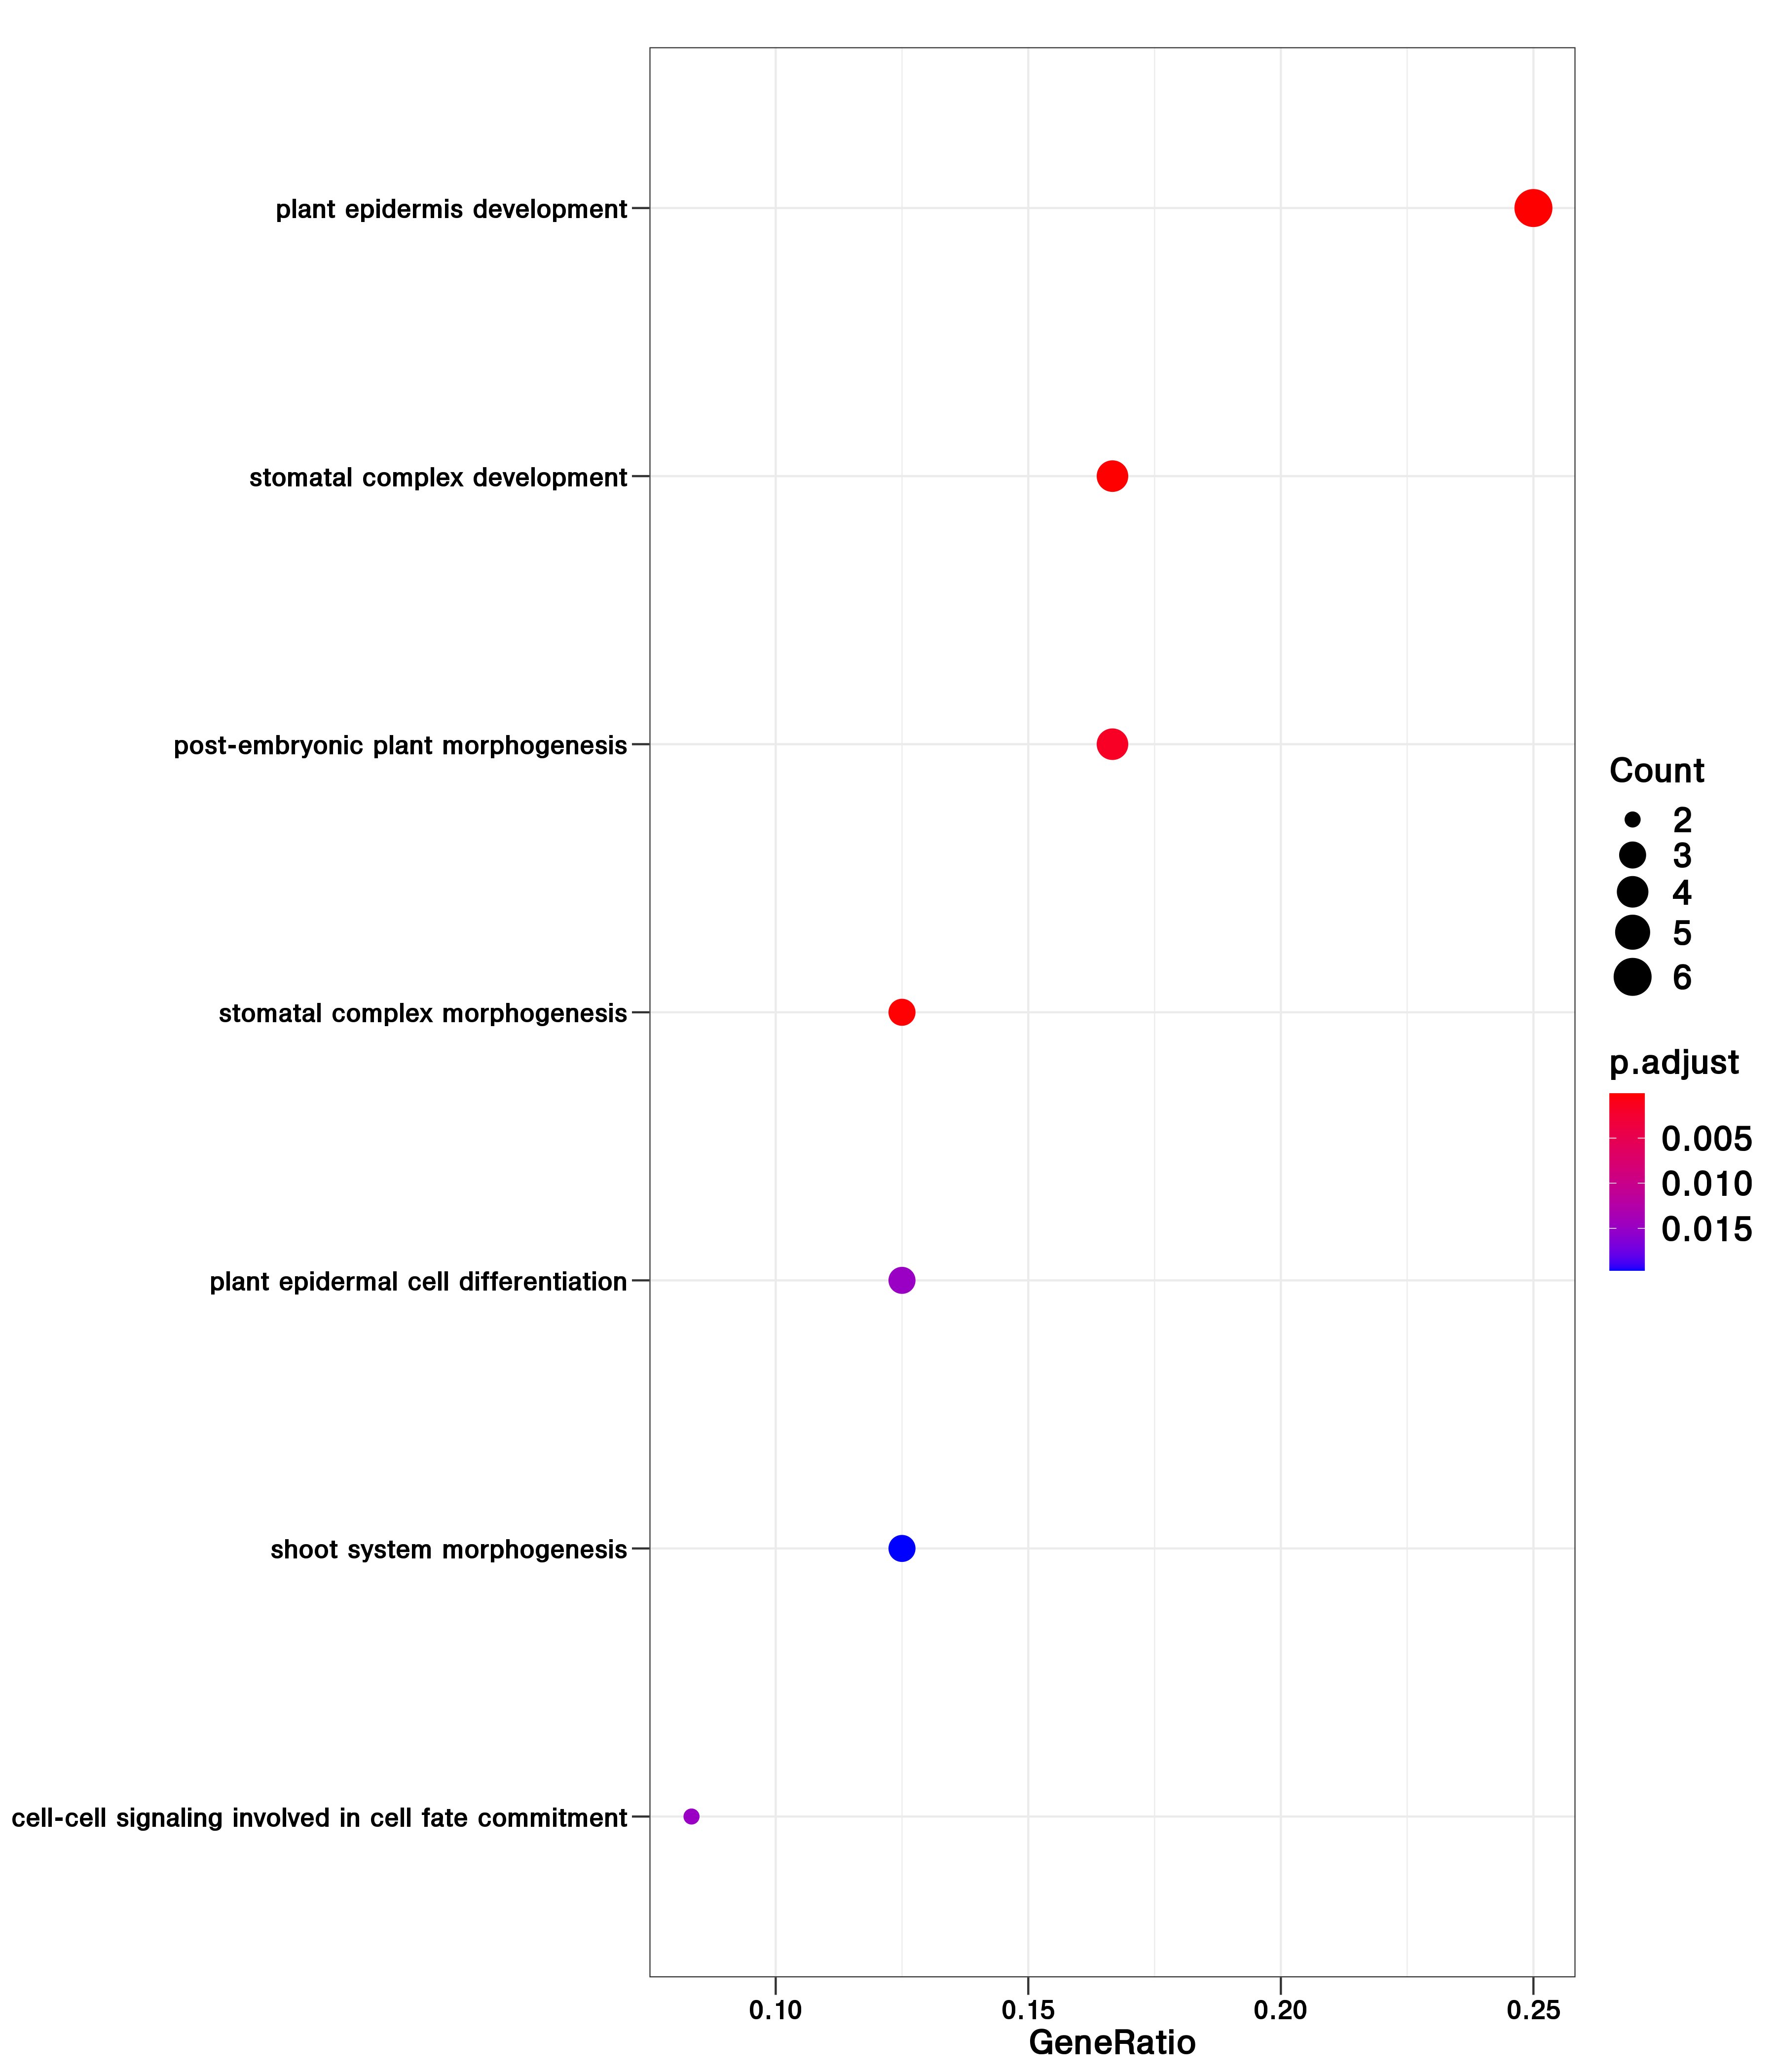 plant epidermis development
stomatal complex development
post-embryonic plant morphogenesis
stomatal complex morphogenesis
plant epidermal cell differentiation
shoot system morphogenesis
cell-cell signaling involved in cell fate commitment
0.10 0.15 0.20 0.25
GeneRatio
Count
2
3
4
5
6
p.adjust
0.005
0.010
0.015